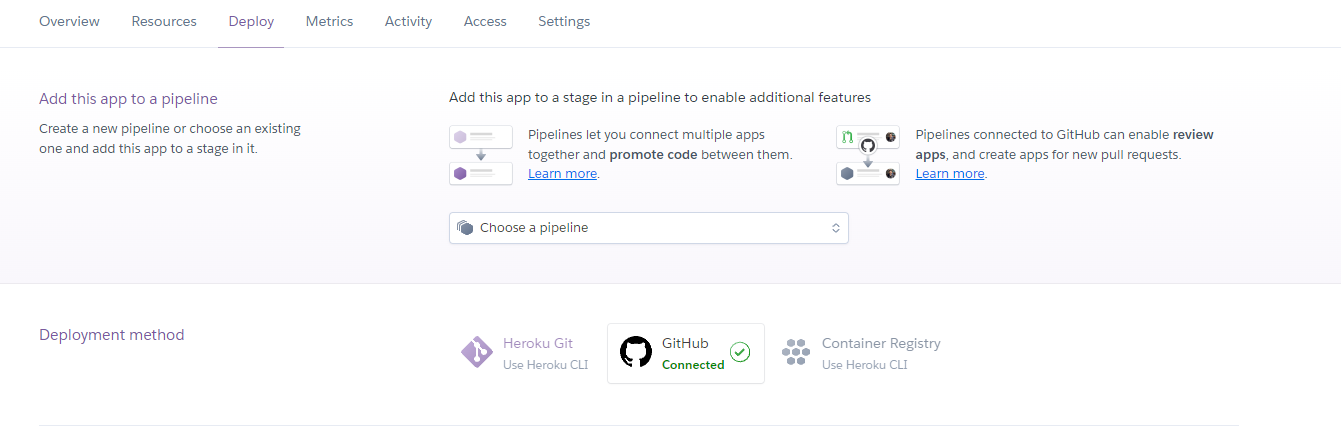 Overview Resources Deploy Metrics Activity Access Settings
Add this app to a pipeline
Create a new pipeline or choose an existing
one and add this app to a stage in it.
Add this app to a stage in a pipeline to enable additional features
Pipelines let you connect multiple apps
together and promote code between them.
Learn more.
Pipelines connected to GitHub can enable review
apps, and create apps for new pull requests.
Learn more.
Choose a pipeline
Deployment method
Heroku Git
Use Heroku CLI
GitHub
Connected
Container Registry
Use Heroku CLI